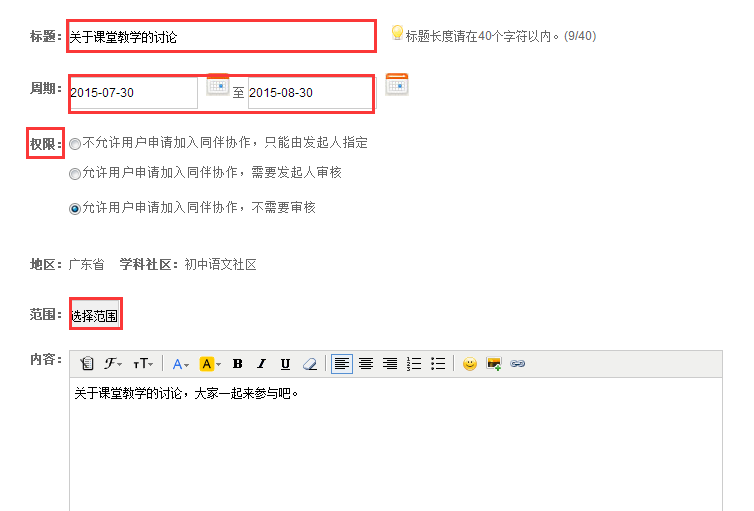 标题：关于课堂教学的讨论 标题长度请在40个字符以内。(9/40)
周期：2015-07-30 至 2015-08-30
权限：不允许用户申请加入同伴协作，只能由发起人指定
允许用户申请加入同伴协作，需要发起人审核
允许用户申请加入同伴协作，不需要审核
地区：广东省 学科社区：初中语文社区
范围：选择范围
内容：
关于课堂教学的讨论，大家一起来参与吧。